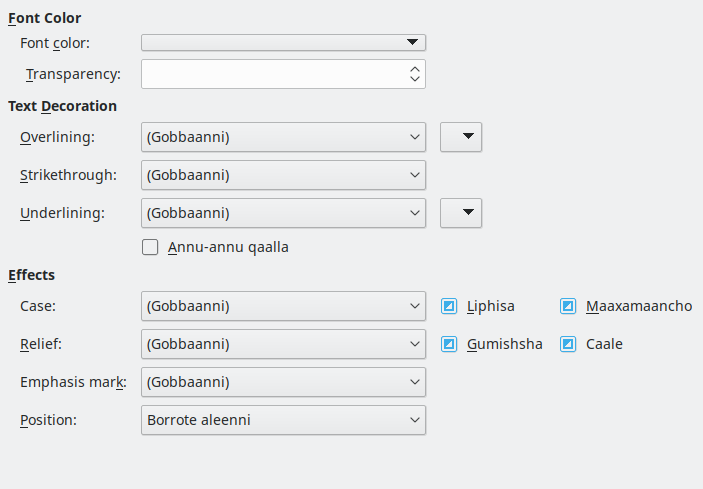 Font Color
Font color:
Transparency:
Text Decoration
Overlining: (Gobbaanni)
Strikethrough: (Gobbaanni)
Underlining: (Gobbaanni)
Annu-annu qaalla
Effects
Case: (Gobbaanni) Liphisa Maaxamaancho
Relief: (Gobbaanni) Gumishsha Caale
Emphasis mark: (Gobbaanni)
Position: Borrote aleenni